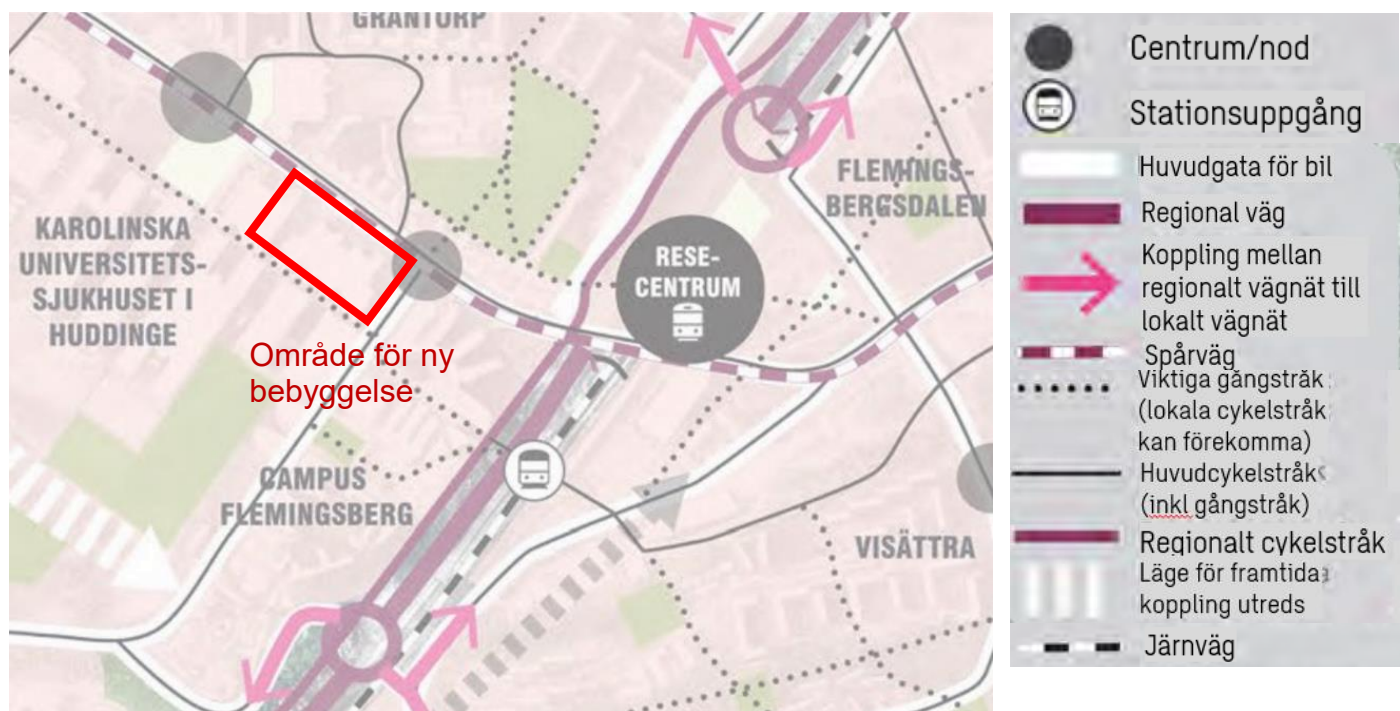 GRANTORP
KAROLINSKA
UNIVERSITETS-
SJUKHUSET I
HUDDINGE
FLEMINGS-
BERGSDALEN
RESE-
CENTRUM
Område för ny
bebyggelse
CAMPUS
FLEMINGSBERG
VISÄTTRA
Centrum/nod
Stationsuppgång
Huvudgata för bil
Regional väg
Koppling mellan
regionalt vägnät till
lokalt vägnät
Spårväg
Viktiga gångstråk
(lokala cykelstråk
kan förekomma)
Huvudcykelstråk
(inkl gångstråk)
Regionalt cykelstråk
Läge för framtida
koppling utreds
Järnväg